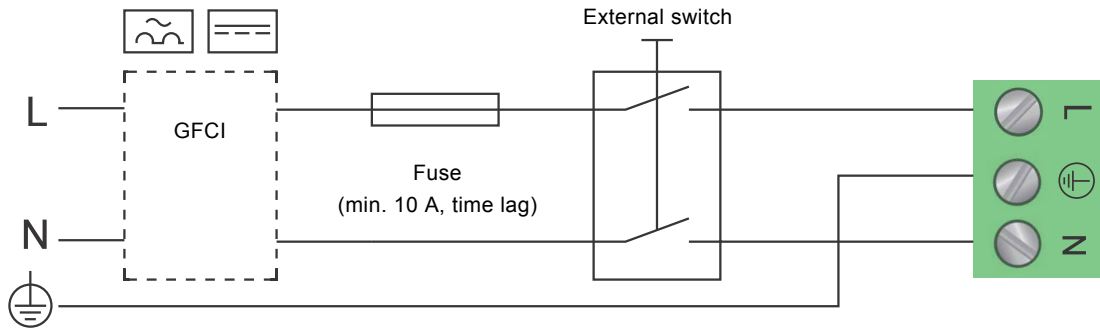 External switch
L
GFCI
L
Fuse
(min. 10 A, time lag)
N
N